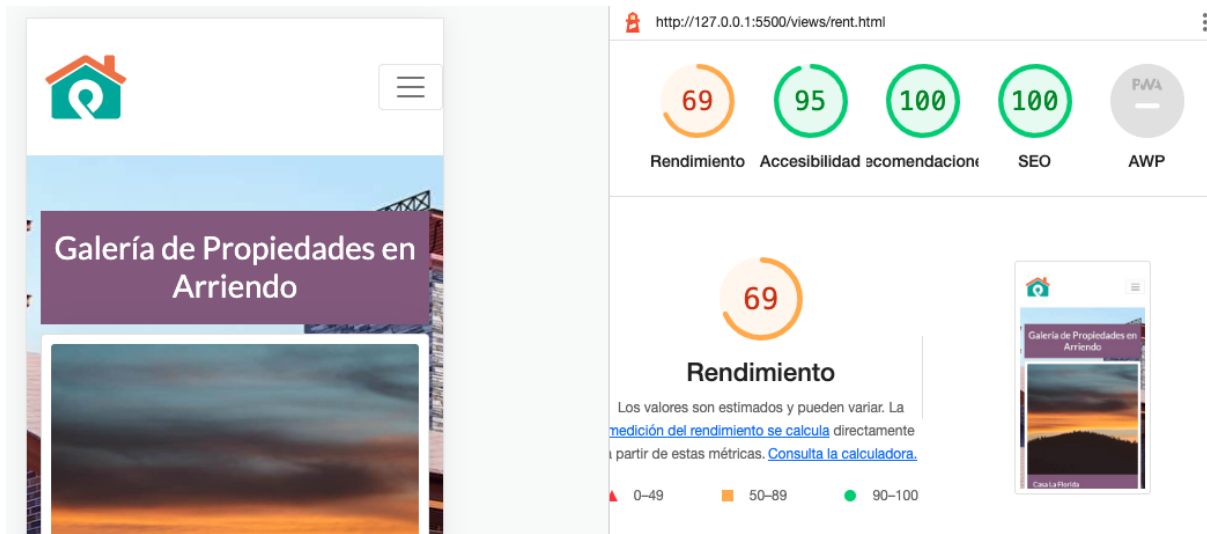 Galería de Propiedades en
Arriendo
http://127.0.0.1:5500/views/rent.html
69
95
100
100
PWA
Rendimiento
Accesibilidad
ecomendacione
SEO
AWP
69
Rendimiento
Los valores son estimados y pueden variar. La
medición del rendimiento se calcula directamente
a partir de estas métricas. Consulta la calculadora.
0–49
50–89
90–100
Galería de Propiedades en
Arriendo
Casa La Florida